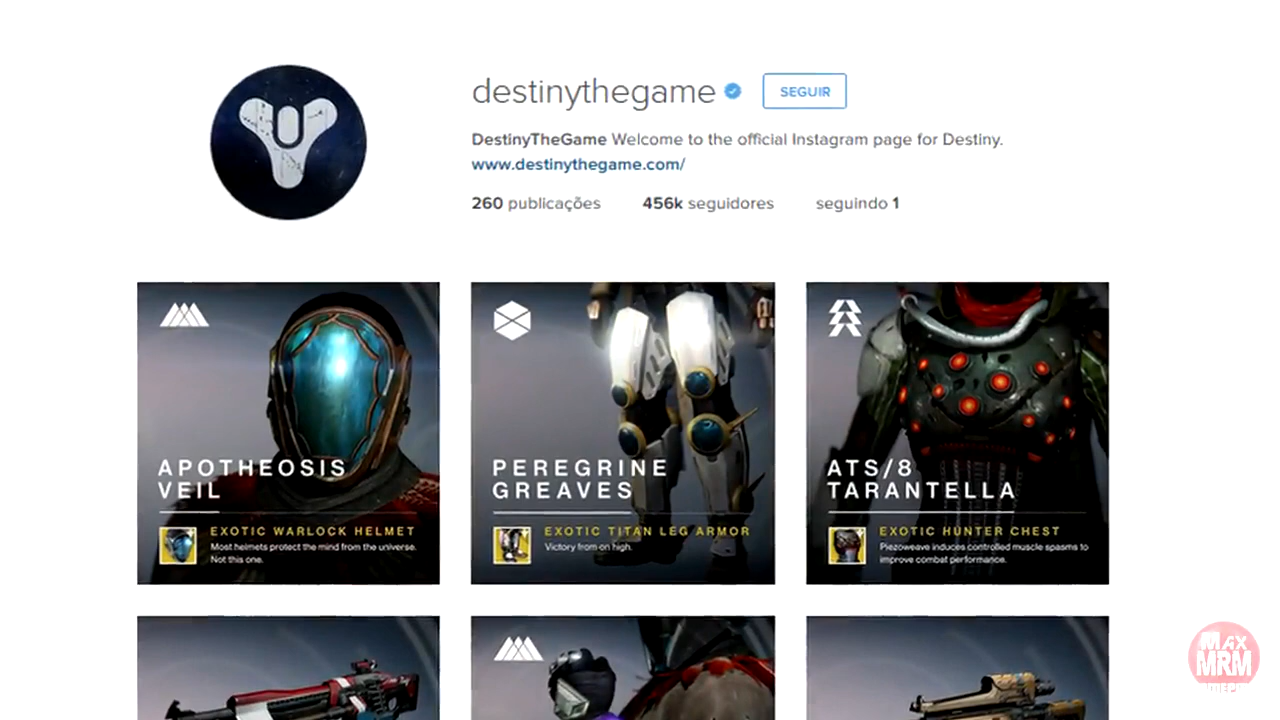 destinythegame
SEGUIR
DestinyTheGame Welcome to the official Instagram page for Destiny.
www.destinythegame.com/
260 publicações 456k seguidores seguindo 1
APOTHEOSIS
VEIL
EXOTIC WARLOCK HELMET
Most helmets protect the mind from the universe.
Not this one.
PEREGRINE
GREAVES
EXOTIC TITAN LEG ARMOR
Victory from on high.
ATS/8
TARANTELLA
EXOTIC HUNTER CHEST
Piezoweave induces controlled muscle spasms to
improve combat performance.
MAX
MRM